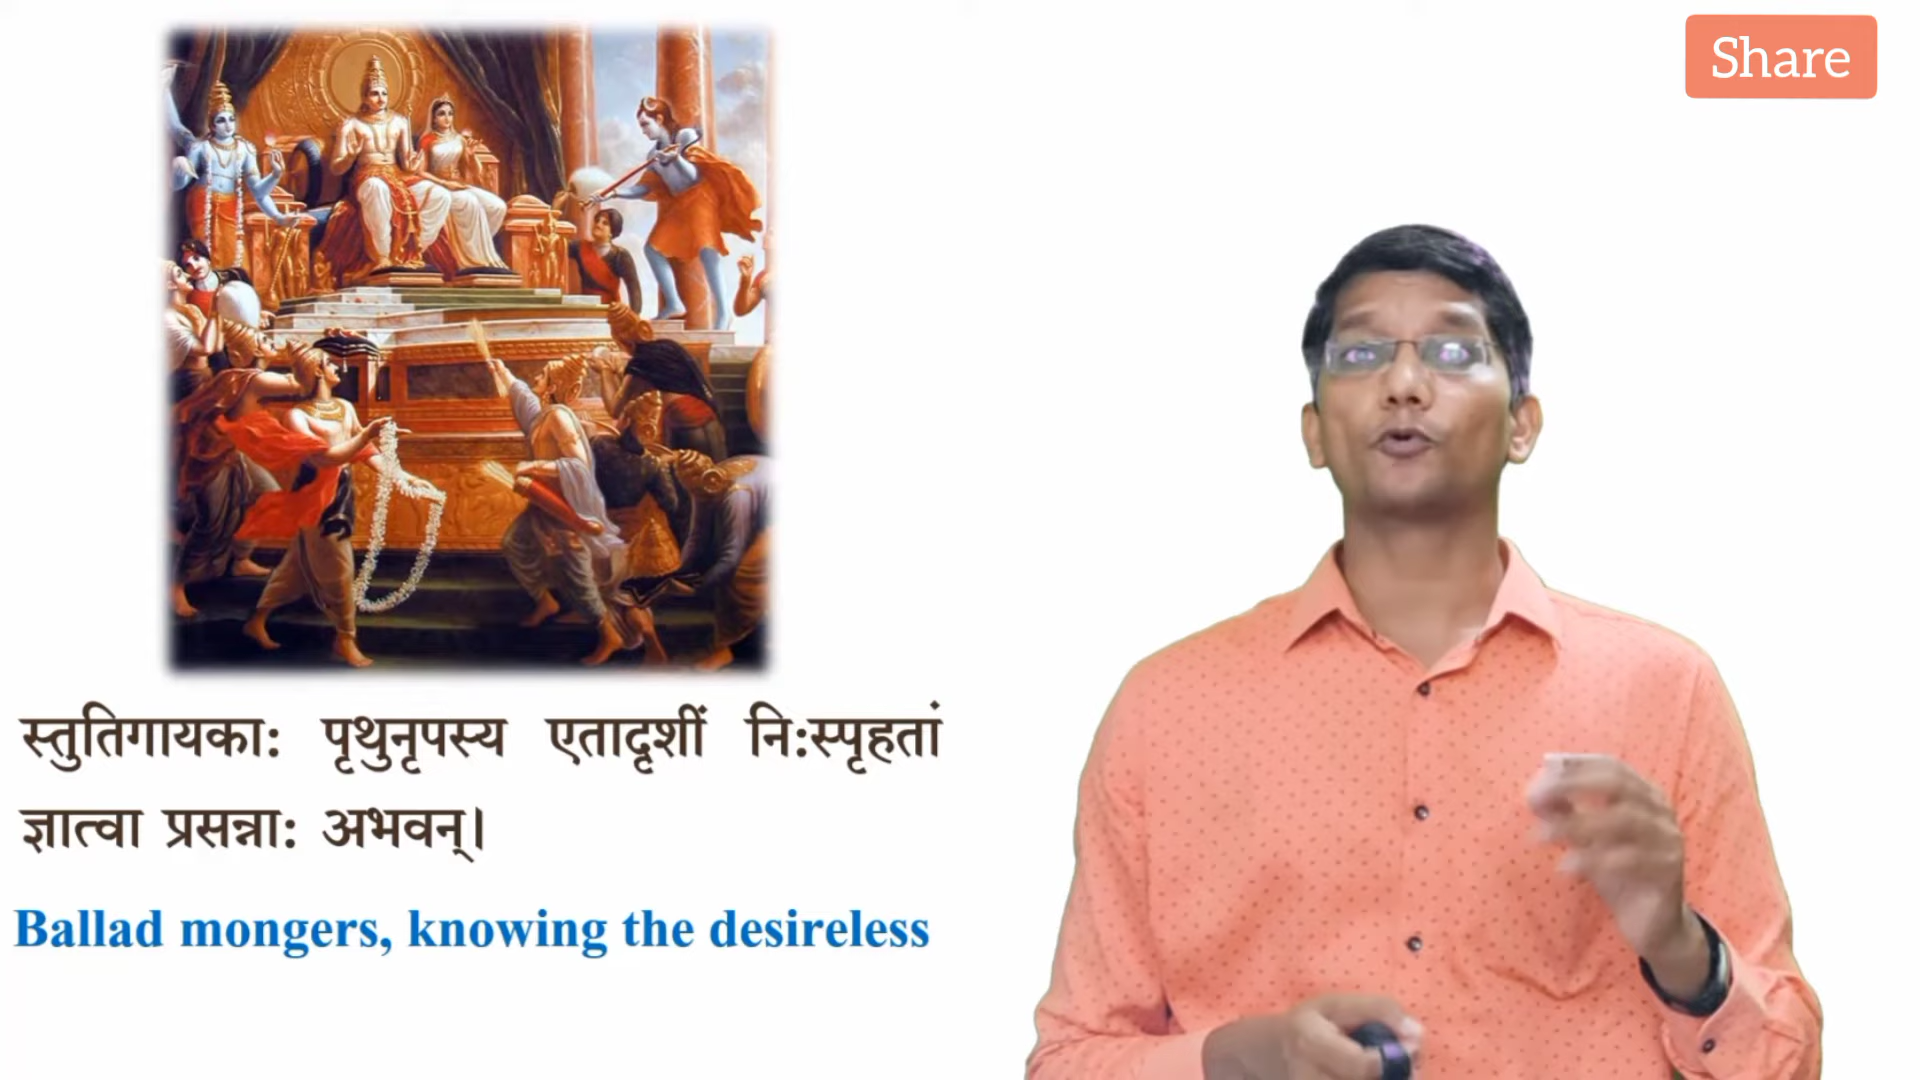 Share
स्तुतिगायका: पृथुनृपस्य एतादृशीं नि:स्पृहतां
ज्ञात्वा प्रसन्ना: अभवन्।
Ballad mongers, knowing the desireless